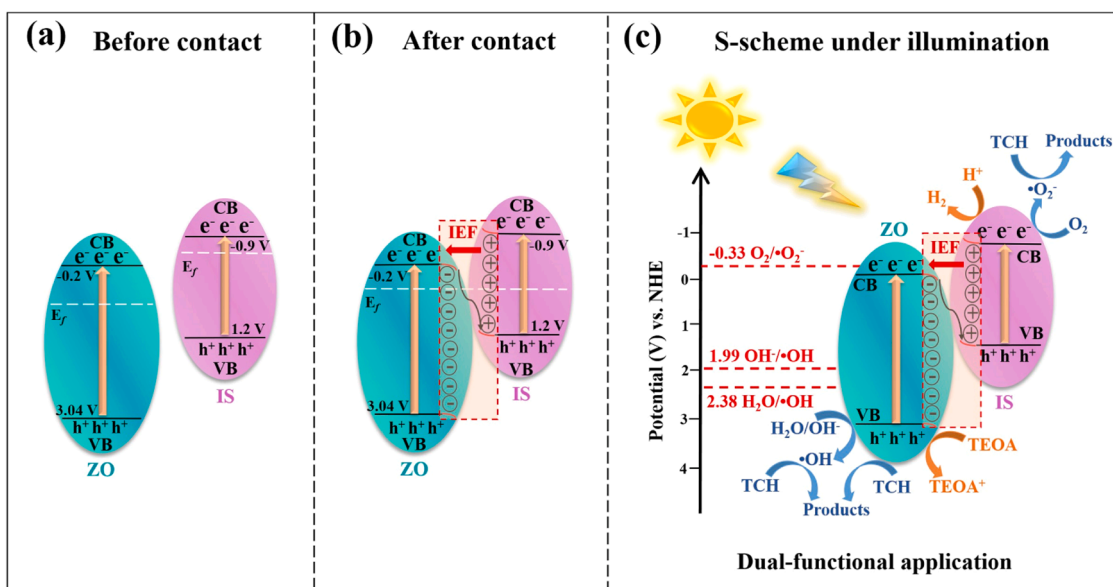 (a) Before contact
CB
e⁻ e⁻ e⁻
-0.2 V
E_f
3.04 V
h⁺ h⁺ h⁺
VB
ZO
CB
e⁻ e⁻ e⁻
-0.9 V
E_f
1.2 V
h⁺ h⁺ h⁺
VB
IS
(b) After contact
CB
e⁻ e⁻ e⁻
-0.2 V
E_f
3.04 V
h⁺ h⁺ h⁺
VB
ZO
IEF
CB
e⁻ e⁻ e⁻
-0.9 V
1.2 V
h⁺ h⁺ h⁺
VB
IS
(c) S-scheme under illumination
Potential (V) vs. NHE
-1
0
1
2
3
4
-0.33 O₂/•O₂⁻
1.99 OH⁻/•OH
2.38 H₂O/•OH
ZO
e⁻ e⁻ e⁻
CB
VB
h⁺ h⁺ h⁺
IEF
e⁻ e⁻ e⁻
CB
VB
h⁺ h⁺ h⁺
IS
H⁺
H₂
TCH
Products
•O₂⁻
O₂
H₂O/OH⁻
•OH
TCH
TCH
Products
TEOA
TEOA⁺
Dual-functional application